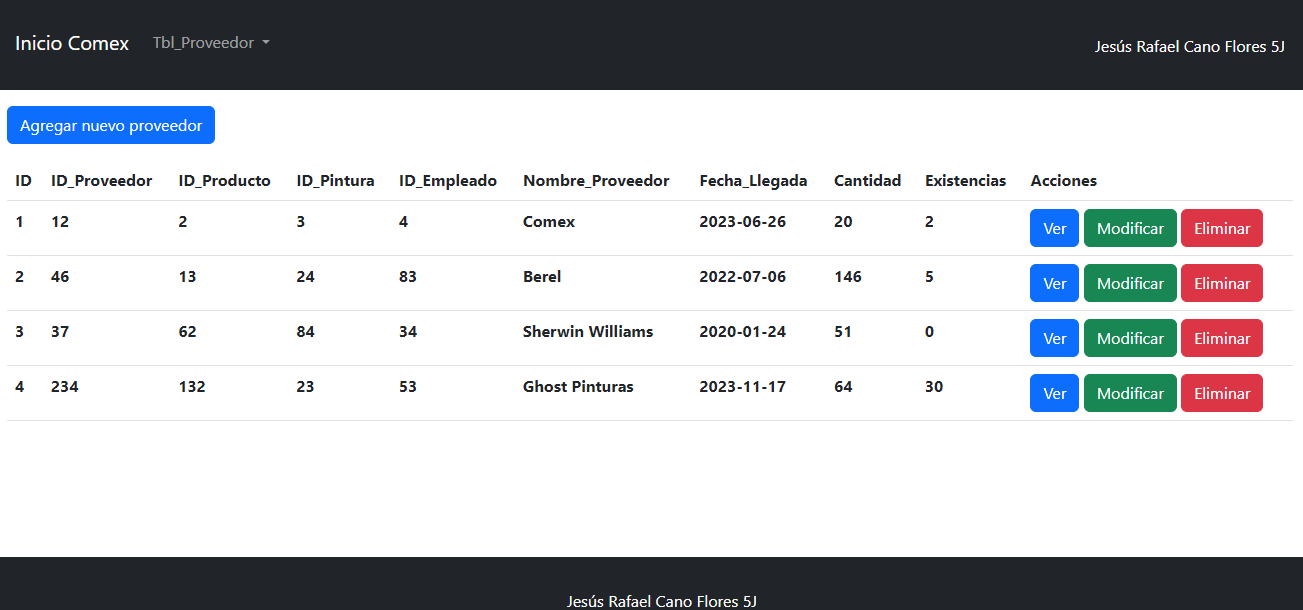 Inicio Comex Tbl_Proveedor Jesús Rafael Cano Flores 5J
Agregar nuevo proveedor
ID ID_Proveedor ID_Producto ID_Pintura ID_Empleado Nombre_Proveedor Fecha_Llegada Cantidad Existencias Acciones
1 12 2 3 4 Comex 2023-06-26 20 2 Ver Modificar Eliminar
2 46 13 24 83 Berel 2022-07-06 146 5 Ver Modificar Eliminar
3 37 62 84 34 Sherwin Williams 2020-01-24 51 0 Ver Modificar Eliminar
4 234 132 23 53 Ghost Pinturas 2023-11-17 64 30 Ver Modificar Eliminar
Jesús Rafael Cano Flores 5J